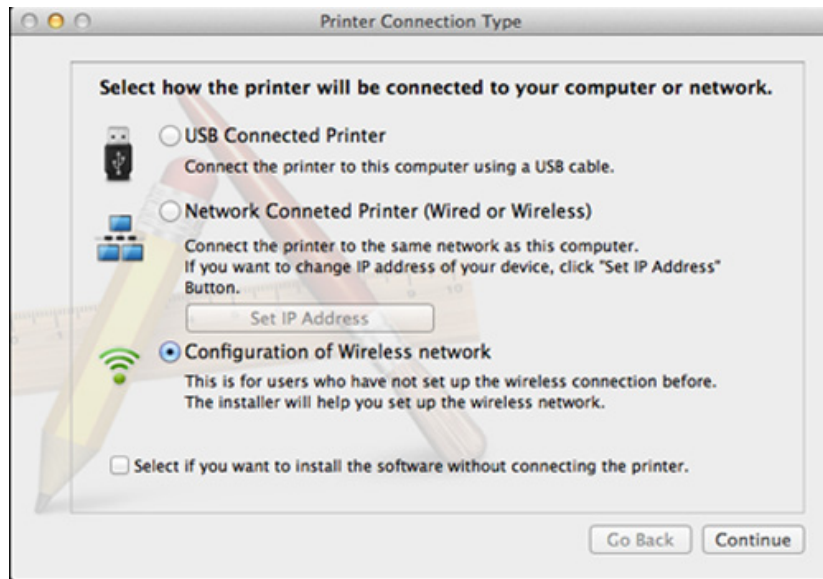 Printer Connection Type
Select how the printer will be connected to your computer or network.
USB Connected Printer
Connect the printer to this computer using a USB cable.
Network Conneted Printer (Wired or Wireless)
Connect the printer to the same network as this computer.
If you want to change IP address of your device, click "Set IP Address"
Button.
Set IP Address
Configuration of Wireless network
This is for users who have not set up the wireless connection before.
The installer will help you set up the wireless network.
Select if you want to install the software without connecting the printer.
Go Back
Continue